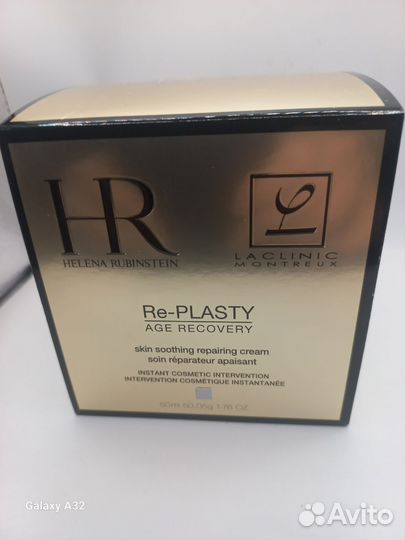 HR
HELENA RUBINSTEIN
LACLINIC
MONTREUX
Re-PLASTY
AGE RECOVERY
skin soothing repairing cream
soin réparateur apaisant
INSTANT COSMETIC INTERVENTION
INTERVENTION COSMÉTIQUE INSTANTANÉE
50ml 50.05g 1.76 OZ
Galaxy A32
Avito